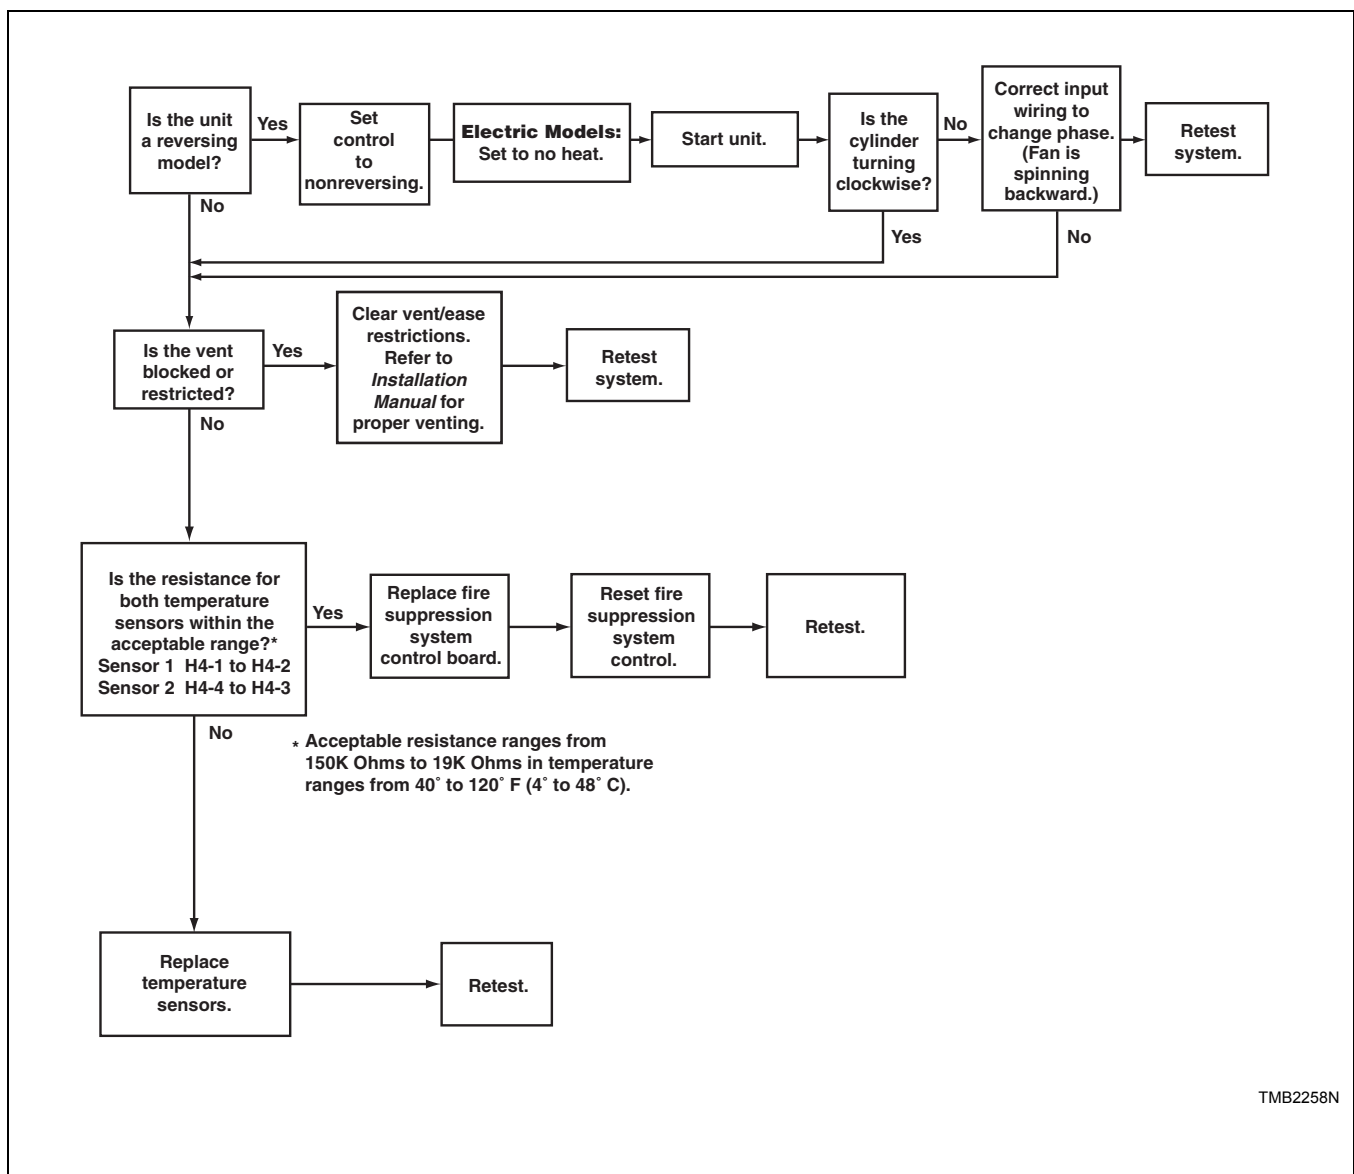 Is the unit
a reversing
model?
Yes
Set
control
to
nonreversing.
Electric Models:
Set to no heat.
Start unit.
Is the
cylinder
turning
clockwise?
No
Correct input
wiring to
change phase.
(Fan is
spinning
backward.)
Retest
system.
No
Yes
No
Is the vent
blocked or
restricted?
Yes
Clear vent/ease
restrictions.
Refer to
Installation
Manual for
proper venting.
Retest
system.
No
Is the resistance for
both temperature
sensors within the
acceptable range?*
Sensor 1 H4-1 to H4-2
Sensor 2 H4-4 to H4-3
Yes
Replace fire
suppression
system
control board.
Reset fire
suppression
system
control.
Retest.
No
* Acceptable resistance ranges from
150K Ohms to 19K Ohms in temperature
ranges from 40˚ to 120˚ F (4˚ to 48˚ C).
Replace
temperature
sensors.
Retest.
TMB2258N